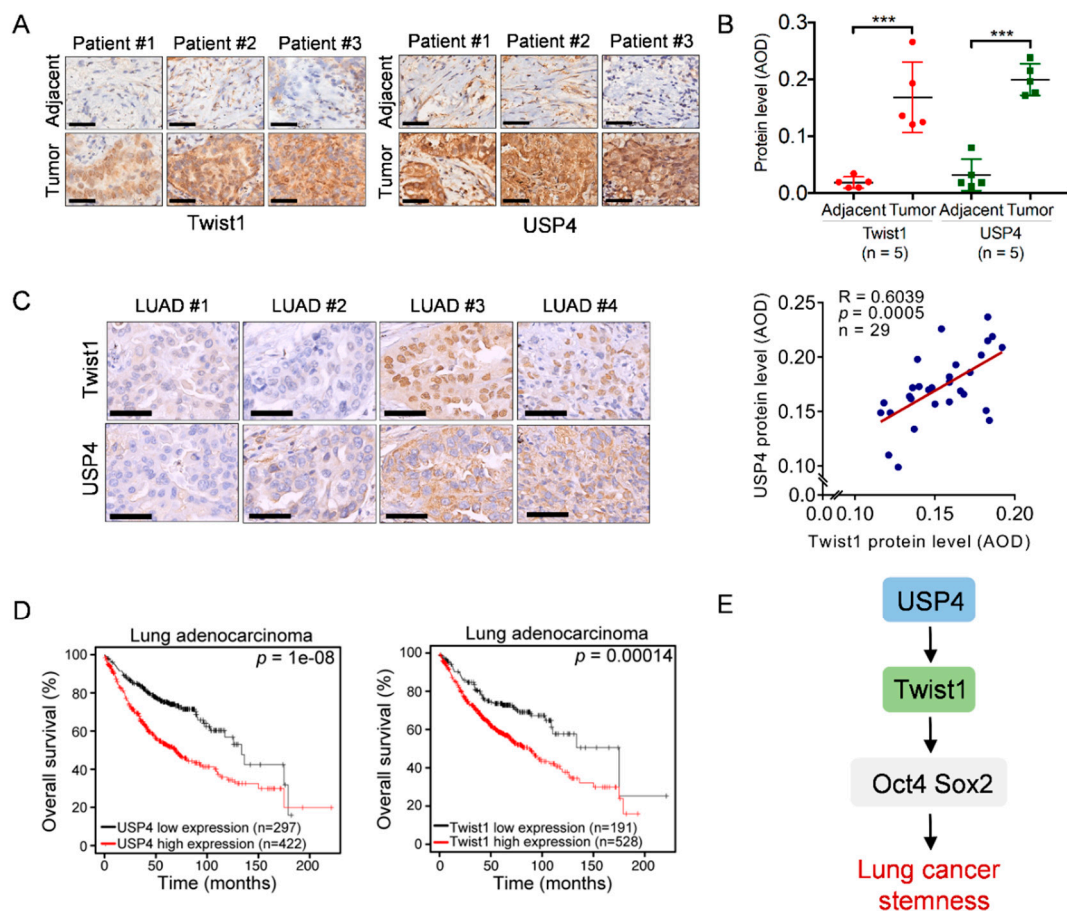 A
Patient #1 Patient #2 Patient #3
Adjacent
Tumor
Twist1
Patient #1 Patient #2 Patient #3
Adjacent
Tumor
USP4
B
Protein level (AOD)
0.3
0.2
0.1
0.0
***
***
Adjacent Tumor Adjacent Tumor
Twist1 USP4
(n = 5) (n = 5)
C
LUAD #1 LUAD #2 LUAD #3 LUAD #4
Twist1
USP4
USP4 protein level (AOD)
0.25
0.20
0.15
0.10
0.0
R = 0.6039
p = 0.0005
n = 29
0.00 0.10 0.15 0.20
Twist1 protein level (AOD)
D
Lung adenocarcinoma
p = 1e-08
Overall survival (%)
100
80
60
40
20
0
USP4 low expression (n=297)
USP4 high expression (n=422)
0 50 100 150 200
Time (months)
Lung adenocarcinoma
p = 0.00014
Overall survival (%)
100
80
60
40
20
0
Twist1 low expression (n=191)
Twist1 high expression (n=528)
0 50 100 150 200
Time (months)
E
USP4
Twist1
Oct4 Sox2
Lung cancer
stemness